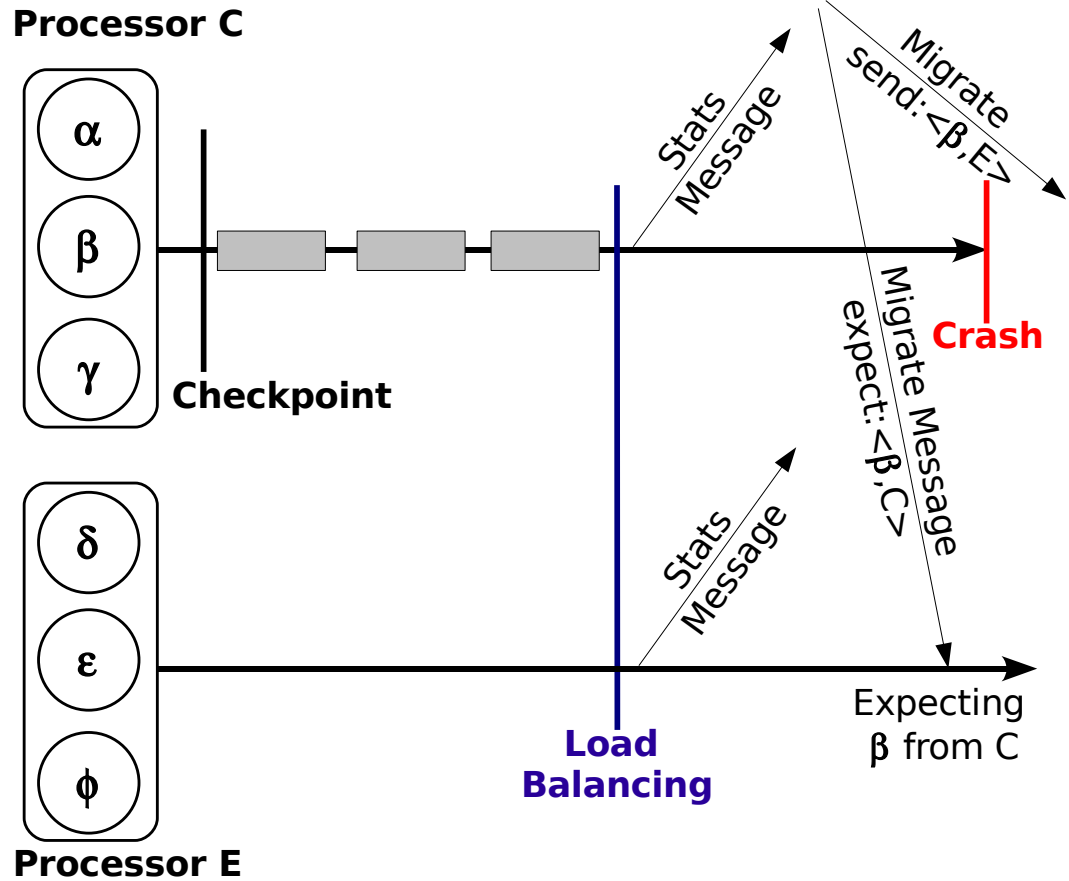 Processor C
α
β
γ
Checkpoint
Stats
Message
Migrate
send:<β,E>
Crash
Migrate Message
expect:<β,C>
δ
ε
ϕ
Stats
Message
Expecting
β from C
Load
Balancing
Processor E